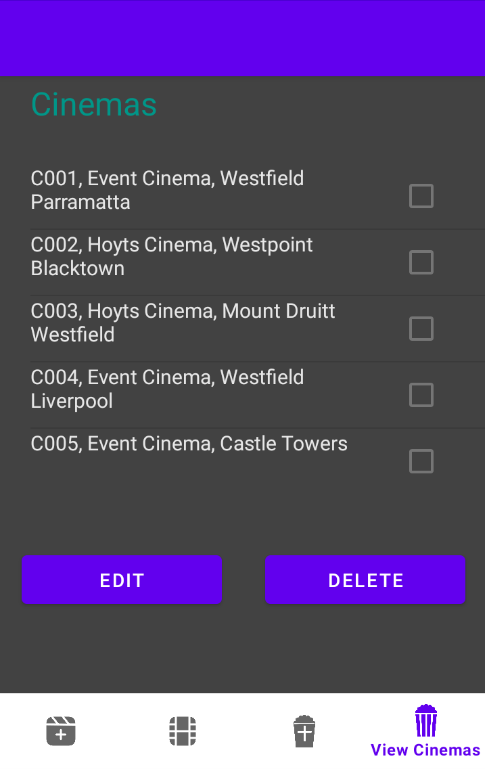 Cinemas
C001, Event Cinema, Westfield
Parramatta
C002, Hoyts Cinema, Westpoint
Blacktown
C003, Hoyts Cinema, Mount Druitt
Westfield
C004, Event Cinema, Westfield
Liverpool
C005, Event Cinema, Castle Towers
EDIT
DELETE
View Cinemas